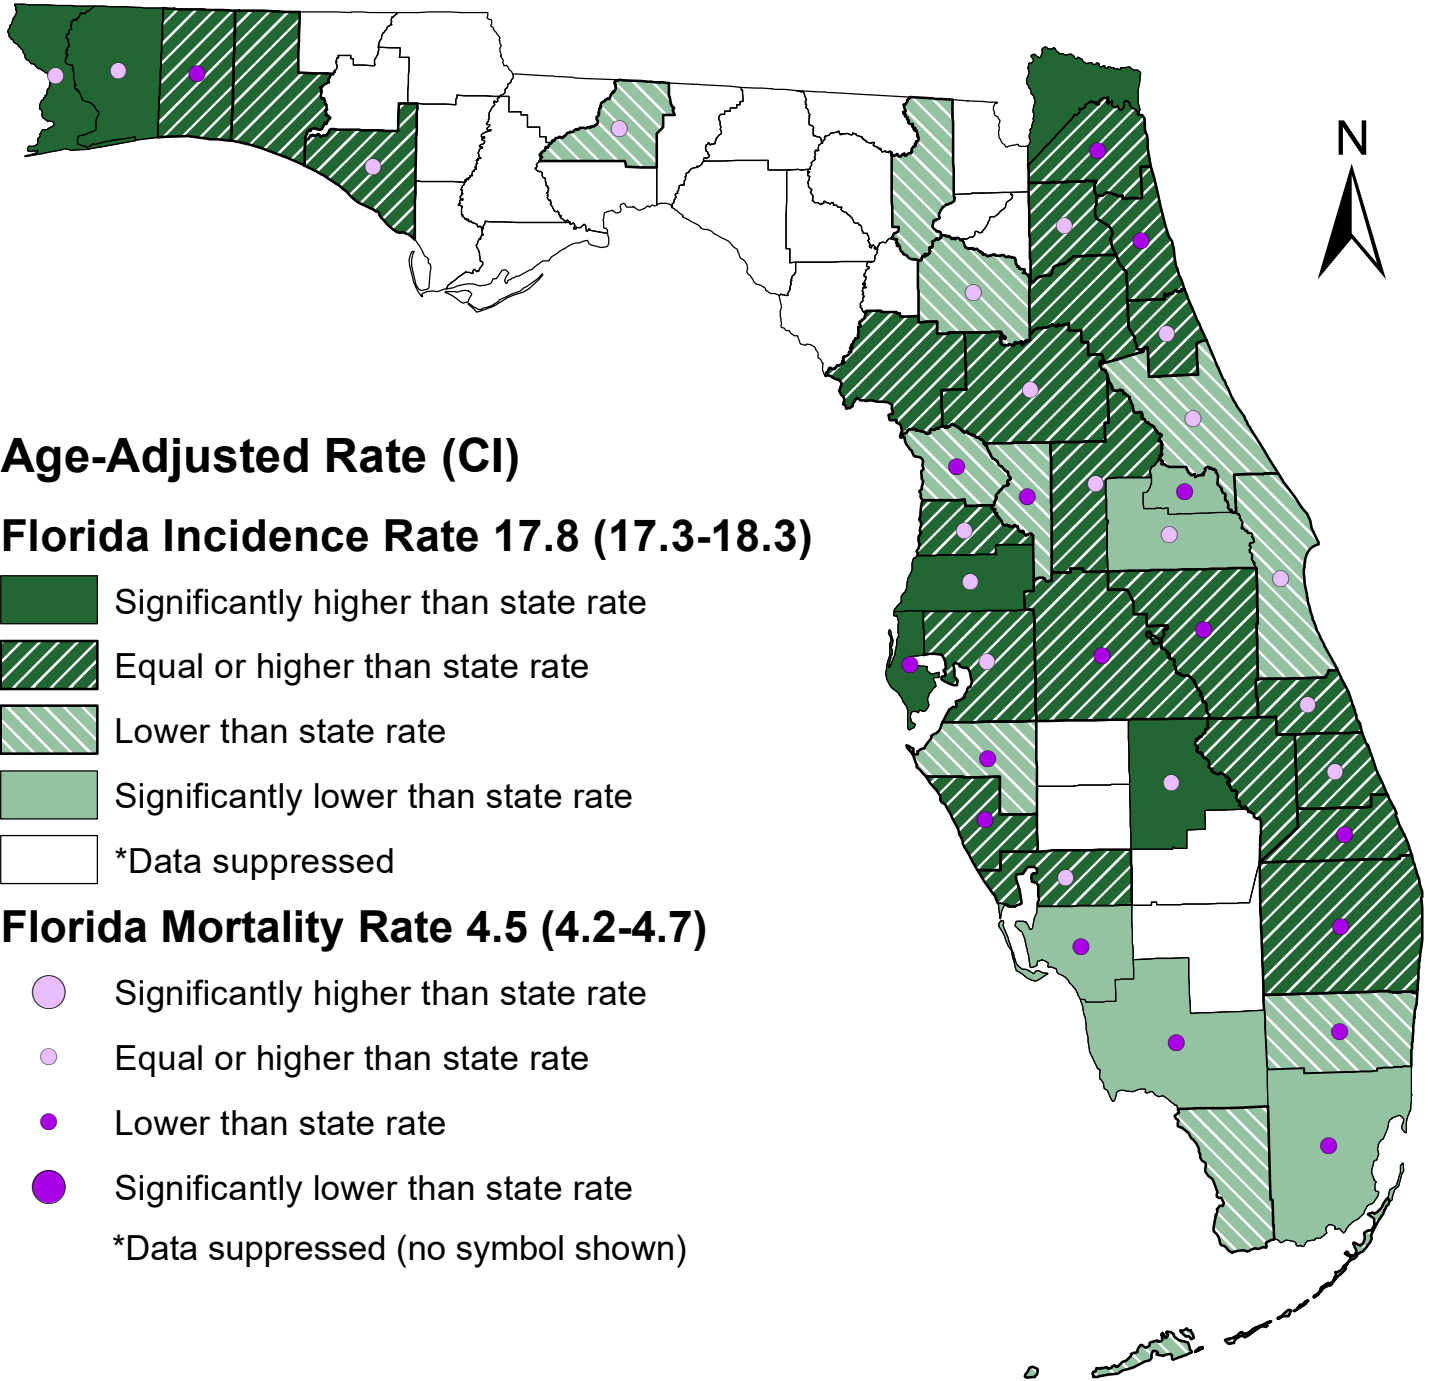 N
Age-Adjusted Rate (CI)
Florida Incidence Rate 17.8 (17.3-18.3)
Significantly higher than state rate
Equal or higher than state rate
Lower than state rate
Significantly lower than state rate
*Data suppressed
Florida Mortality Rate 4.5 (4.2-4.7)
Significantly higher than state rate
Equal or higher than state rate
Lower than state rate
Significantly lower than state rate
*Data suppressed (no symbol shown)